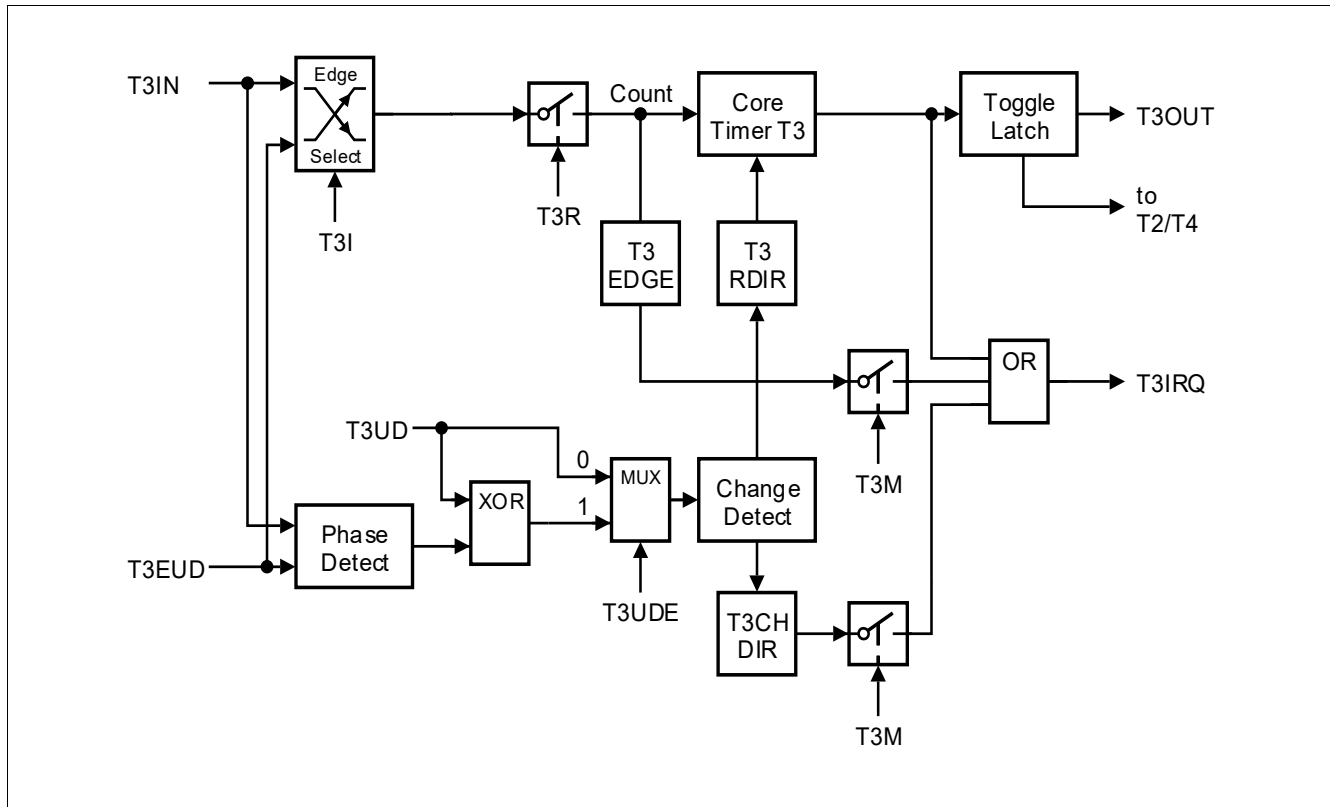 T3IN
Edge
Select
T3I
T3R
Count
Core
Timer T3
Toggle
Latch
T3OUT
to
T2/T4
T3
EDGE
T3
RDIR
OR
T3IRQ
T3M
T3UD
0
1
XOR
MUX
Change
Detect
Phase
Detect
T3EUD
T3UDE
T3CH
DIR
T3M